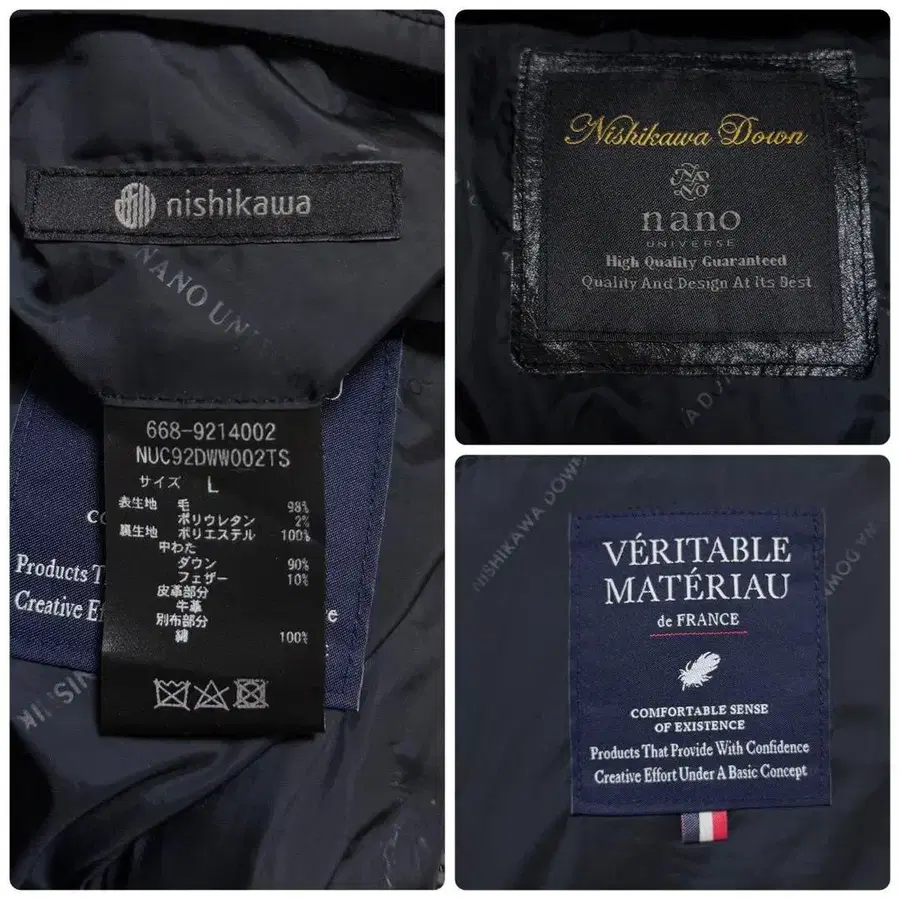 nishikawa
NANO UNI
668-9214002
NUC92DWW002TS
サイズ L
表生地 毛 98%
ポリウレタン 2%
裏生地 ポリエステル 100%
中わた
ダウン 90%
フェザー 10%
皮革部分
牛革
別布部分
綿 100%
Products T
Creative Ef
Nishikawa Down
nano
UNIVERSE
High Quality Guaranteed
Quality And Design At Its Best
NISHIKAWA DOWN
VÉRITABLE
MATÉRIAU
de FRANCE
COMFORTABLE SENSE
OF EXISTENCE
Products That Provide With Confidence
Creative Effort Under A Basic Concept